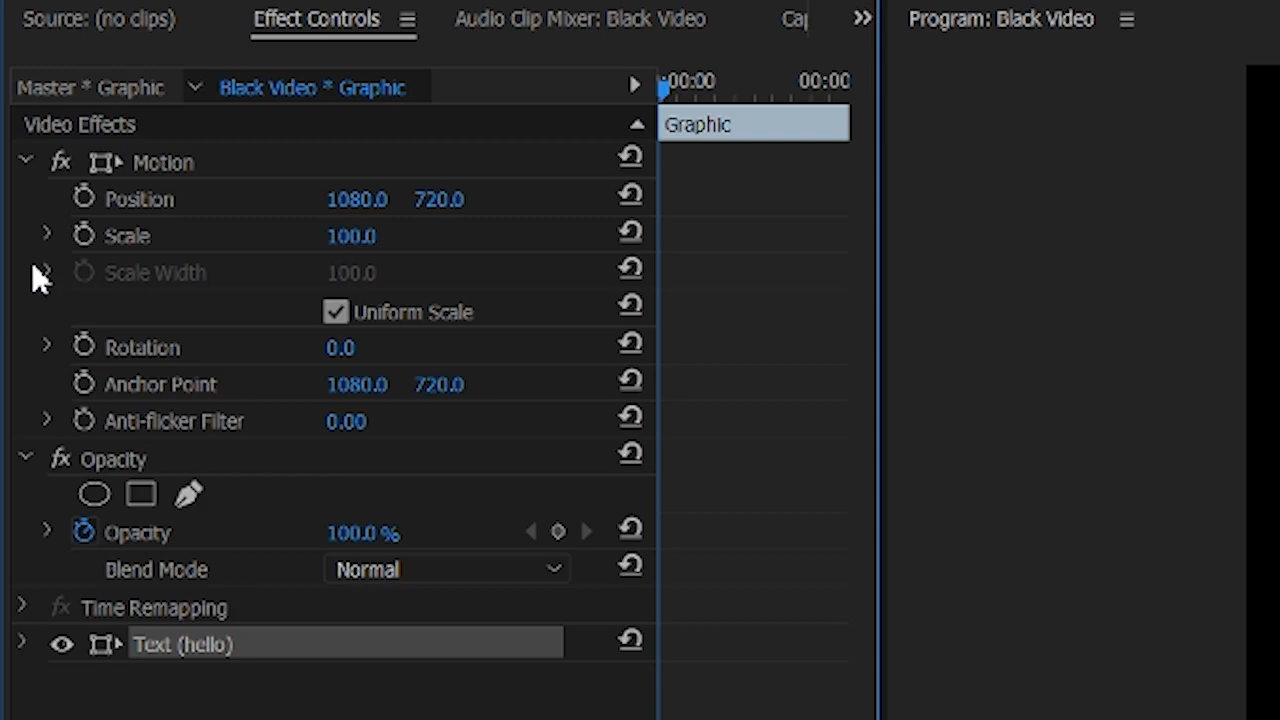 Source: (no clips) Effect Controls Audio Clip Mixer: Black Video Program: Black Video
Master * Graphic Black Video * Graphic :00:00 00:00
Video Effects Graphic
fx Motion
Position 1080.0 720.0
Scale 100.0
Scale Width 100.0
Uniform Scale
Rotation 0.0
Anchor Point 1080.0 720.0
Anti-flicker Filter 0.00
fx Opacity
Opacity 100.0 %
Blend Mode Normal
fx Time Remapping
Text (hello)